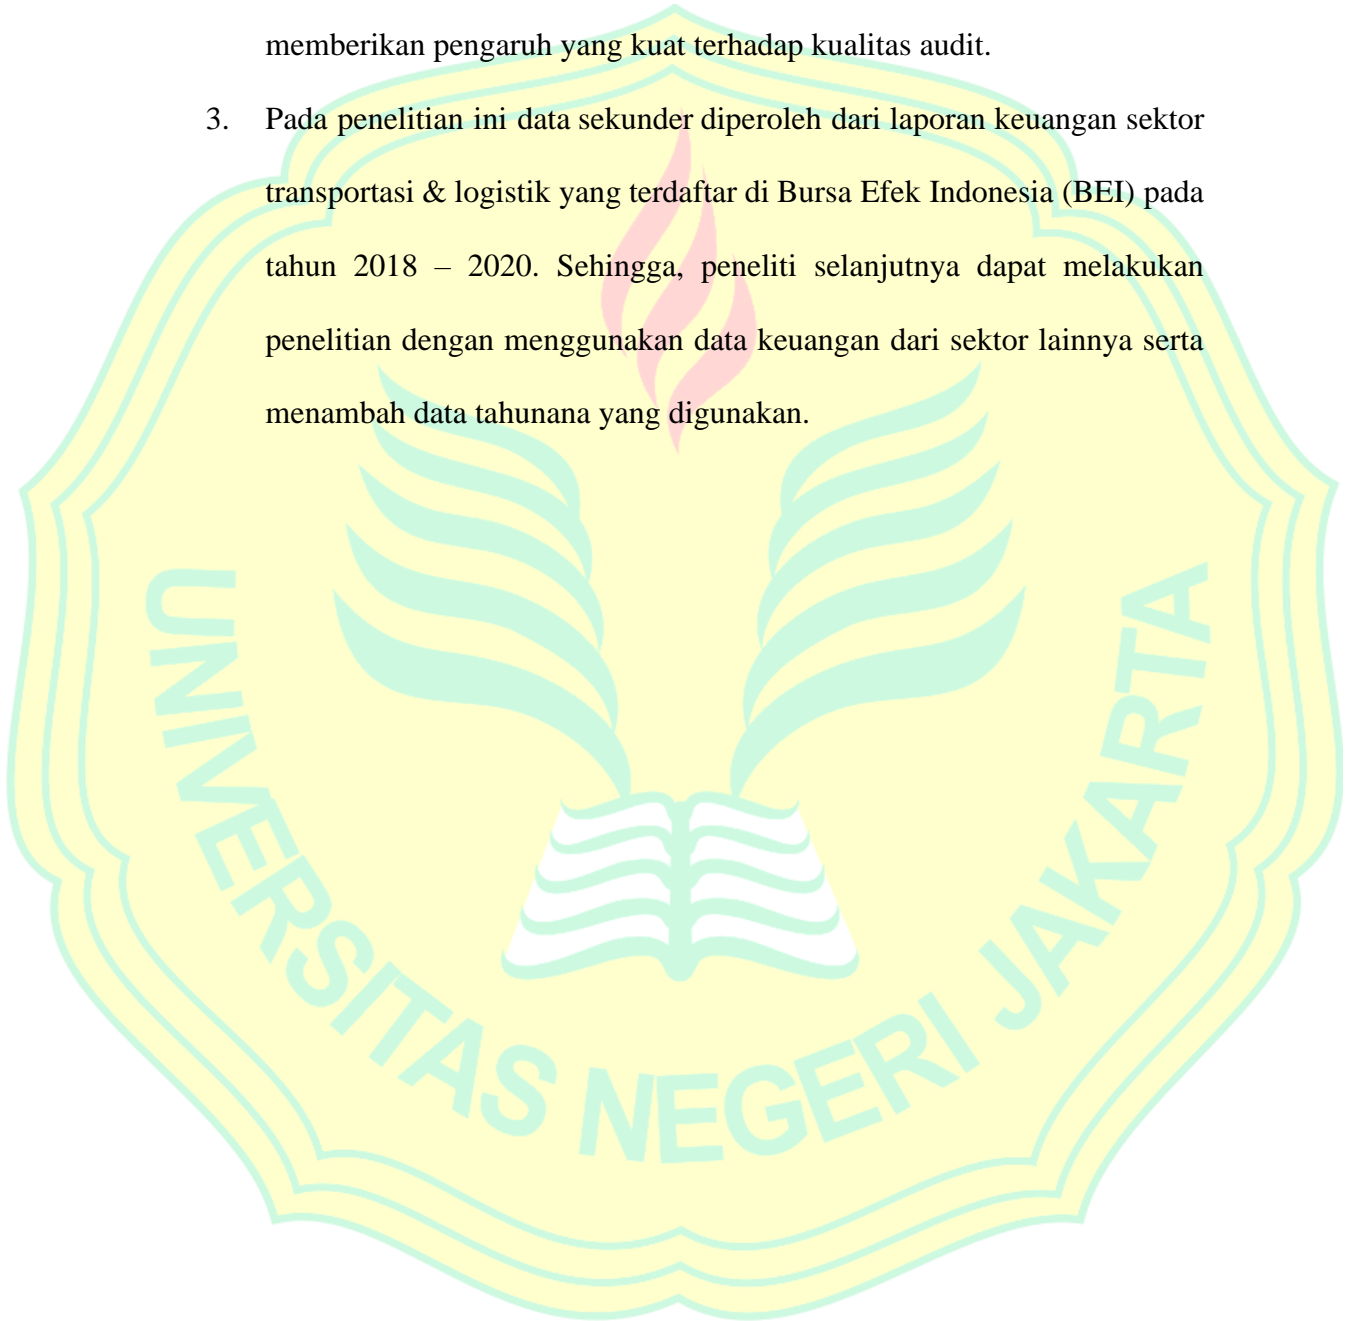 memberikan pengaruh yang kuat terhadap kualitas audit.
3. Pada penelitian ini data sekunder diperoleh dari laporan keuangan sektor
transportasi & logistik yang terdaftar di Bursa Efek Indonesia (BEI) pada
tahun 2018 – 2020. Sehingga, peneliti selanjutnya dapat melakukan
penelitian dengan menggunakan data keuangan dari sektor lainnya serta
menambah data tahunana yang digunakan.
UNIVERSITAS NEGERI JAKARTA